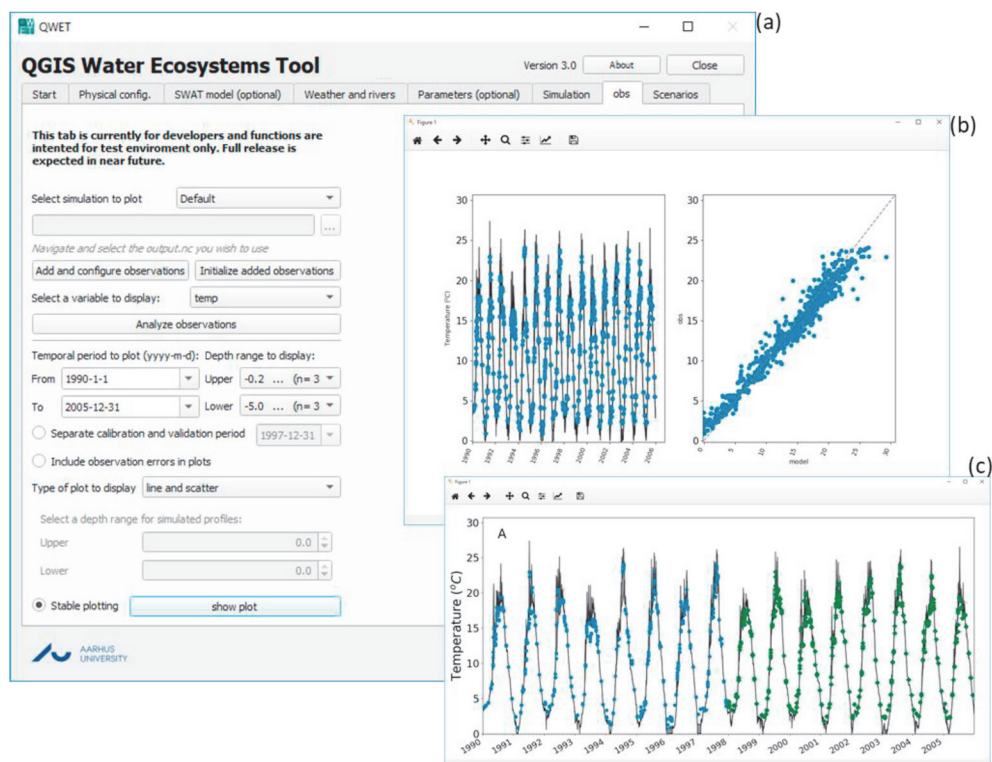 (a)
QWET
QGIS Water Ecosystems Tool
Version 3.0
About
Close
Start
Physical config.
SWAT model (optional)
Weather and rivers
Parameters (optional)
Simulation
obs
Scenarios
This tab is currently for developers and functions are
intented for test enviroment only. Full release is
expected in near future.
Select simulation to plot
Default
...
Navigate and select the output.nc you wish to use
Add and configure observations
Initialize added observations
Select a variable to display:
temp
Analyze observations
Temporal period to plot (yyyy-m-d):
Depth range to display:
From
1990-1-1
Upper
-0.2 ... (n= 3
To
2005-12-31
Lower
-5.0 ... (n= 3
Separate calibration and validation period
1997-12-31
Include observation errors in plots
Type of plot to display
line and scatter
Select a depth range for simulated profiles:
Upper
0.0
Lower
0.0
Stable plotting
show plot
AARHUS
UNIVERSITY
(b)
Figure 1
30
25
20
15
10
5
0
Temperature (°C)
1990
1992
1994
1996
1998
2000
2002
2004
2006
30
25
20
15
10
5
0
obs
0
5
10
15
20
25
30
model
(c)
Figure 1
A
30
25
20
15
10
5
0
Temperature (°C)
1990
1991
1992
1993
1994
1995
1996
1997
1998
1999
2000
2001
2002
2003
2004
2005